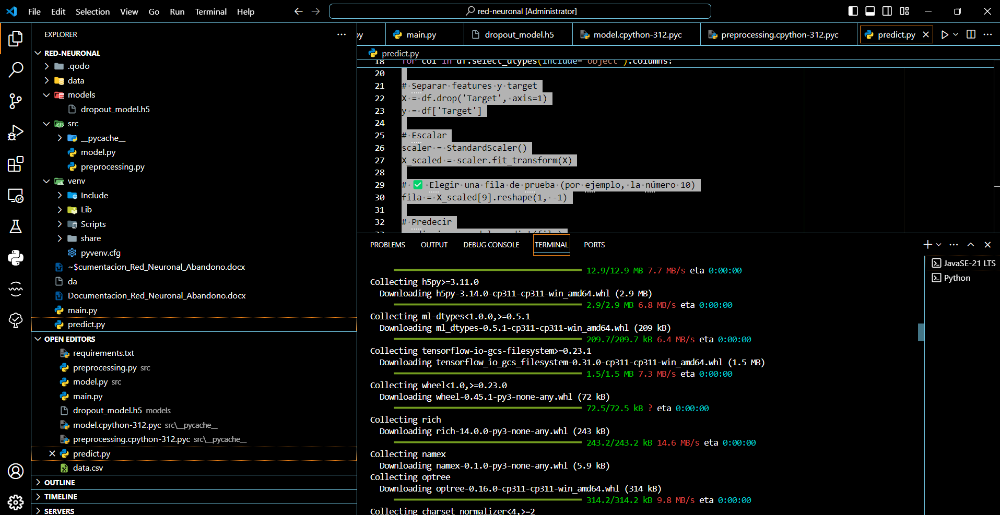 File Edit Selection View Go Run Terminal Help
red-neuronal [Administrator]
EXPLORER
RED-NEURONAL
.qodo
data
models
dropout_model.h5
src
__pycache__
model.py
preprocessing.py
venv
Include
Lib
Scripts
share
pyvenv.cfg
~$cumentacion_Red_Neuronal_Abandono.docx
da
Documentacion_Red_Neuronal_Abandono.docx
main.py
predict.py
OPEN EDITORS
requirements.txt
preprocessing.py src
model.py src
main.py
dropout_model.h5 models
model.cpython-312.pyc src\__pycache__
preprocessing.cpython-312.pyc src\__pycache__
predict.py
data.csv
OUTLINE
TIMELINE
SERVERS
py main.py dropout_model.h5 model.cpython-312.pyc preprocessing.cpython-312.pyc predict.py
predict.py
18 for col in df.select_dtypes(include='object').columns:
20
21 # Separar features y target
22 X = df.drop('Target', axis=1)
23 y = df['Target']
24
25 # Escalar
26 scaler = StandardScaler()
27 X_scaled = scaler.fit_transform(X)
28
29 # ✅ Elegir una fila de prueba (por ejemplo, la número 10)
30 fila = X_scaled[9].reshape(1, -1)
31
32 # Predecir
PROBLEMS OUTPUT DEBUG CONSOLE TERMINAL PORTS
12.9/12.9 MB 7.7 MB/s eta 0:00:00
Collecting h5py>=3.11.0
Downloading h5py-3.14.0-cp311-cp311-win_amd64.whl (2.9 MB)
2.9/2.9 MB 6.8 MB/s eta 0:00:00
Collecting ml-dtypes<1.0.0,>=0.5.1
Downloading ml_dtypes-0.5.1-cp311-cp311-win_amd64.whl (209 kB)
209.7/209.7 kB 6.4 MB/s eta 0:00:00
Collecting tensorflow-io-gcs-filesystem>=0.23.1
Downloading tensorflow_io_gcs_filesystem-0.31.0-cp311-cp311-win_amd64.whl (1.5 MB)
1.5/1.5 MB 7.3 MB/s eta 0:00:00
Collecting wheel<1.0,>=0.23.0
Downloading wheel-0.45.1-py3-none-any.whl (72 kB)
72.5/72.5 kB ? eta 0:00:00
Collecting rich
Downloading rich-14.0.0-py3-none-any.whl (243 kB)
243.2/243.2 kB 14.6 MB/s eta 0:00:00
Collecting namex
Downloading namex-0.1.0-py3-none-any.whl (5.9 kB)
Collecting optree
Downloading optree-0.16.0-cp311-cp311-win_amd64.whl (314 kB)
314.2/314.2 kB 9.8 MB/s eta 0:00:00
Collecting charset_normalizer<4,>=2
JavaSE-21 LTS
Python